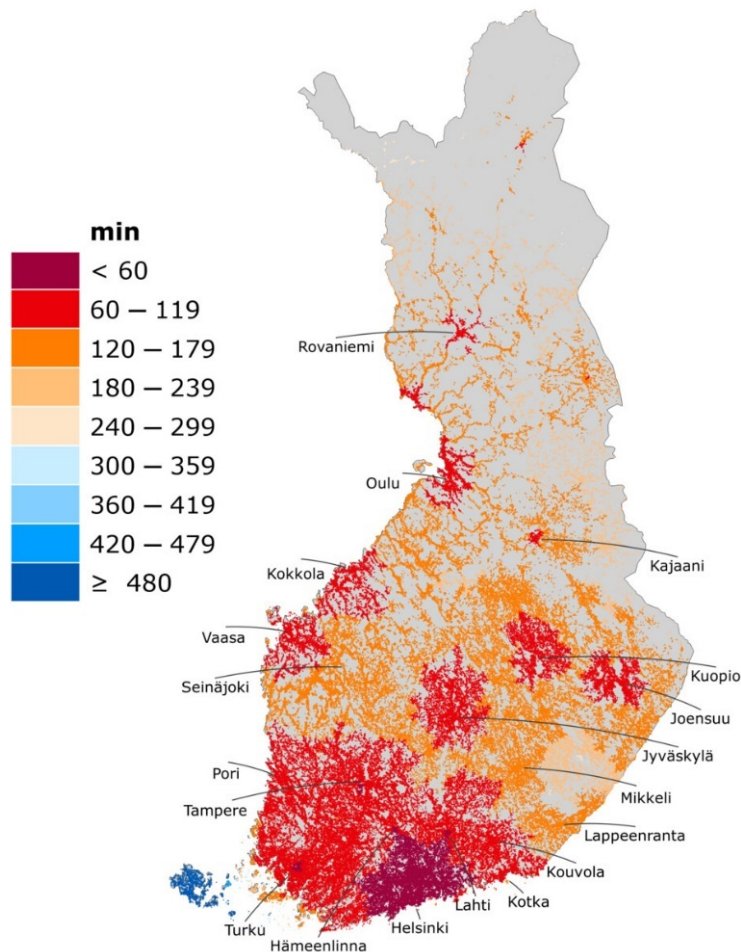 min
< 60
60 – 119
120 – 179
180 – 239
240 – 299
300 – 359
360 – 419
420 – 479
≥ 480
Rovaniemi
Oulu
Kajaani
Kokkola
Vaasa
Seinäjoki
Kuopio
Joensuu
Jyväskylä
Pori
Tampere
Mikkeli
Lappeenranta
Kouvola
Kotka
Lahti
Turku
Helsinki
Hämeenlinna